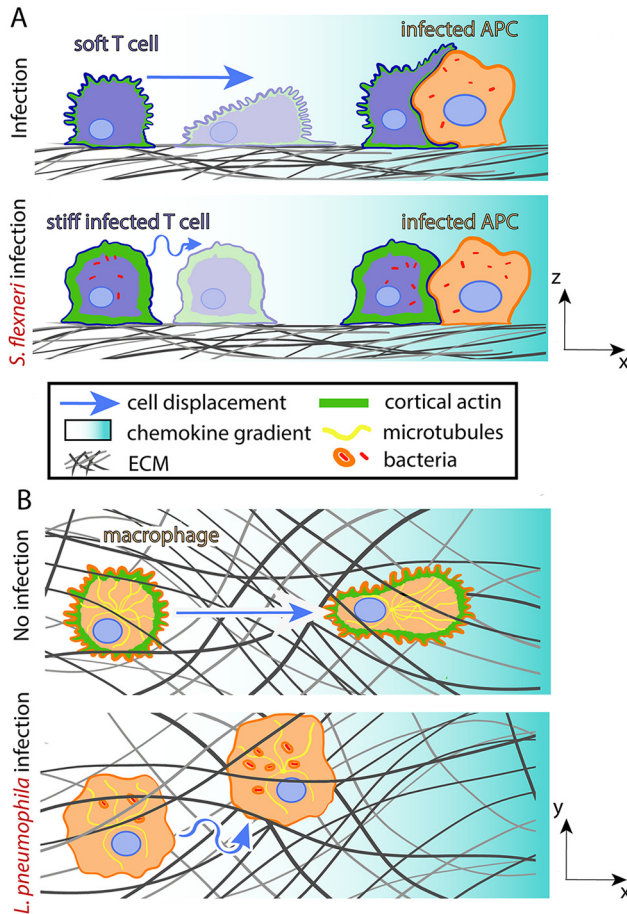 A
Infection
soft T cell
infected APC
S. flexneri infection
stiff infected T cell
infected APC
z
x
cell displacement
cortical actin
chemokine gradient
microtubules
ECM
bacteria
B
No infection
macrophage
L. pneumophila infection
y
x